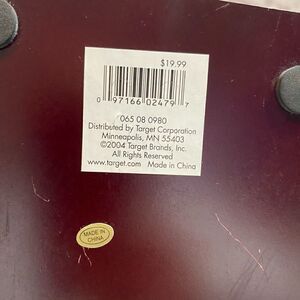 $19.99
0 97166 02479 7
065 08 0980
Distributed by Target Corporation
Minneapolis, MN 55403
©2004 Target Brands, Inc.
All Rights Reserved
www.target.com Made in China
MADE IN
CHINA